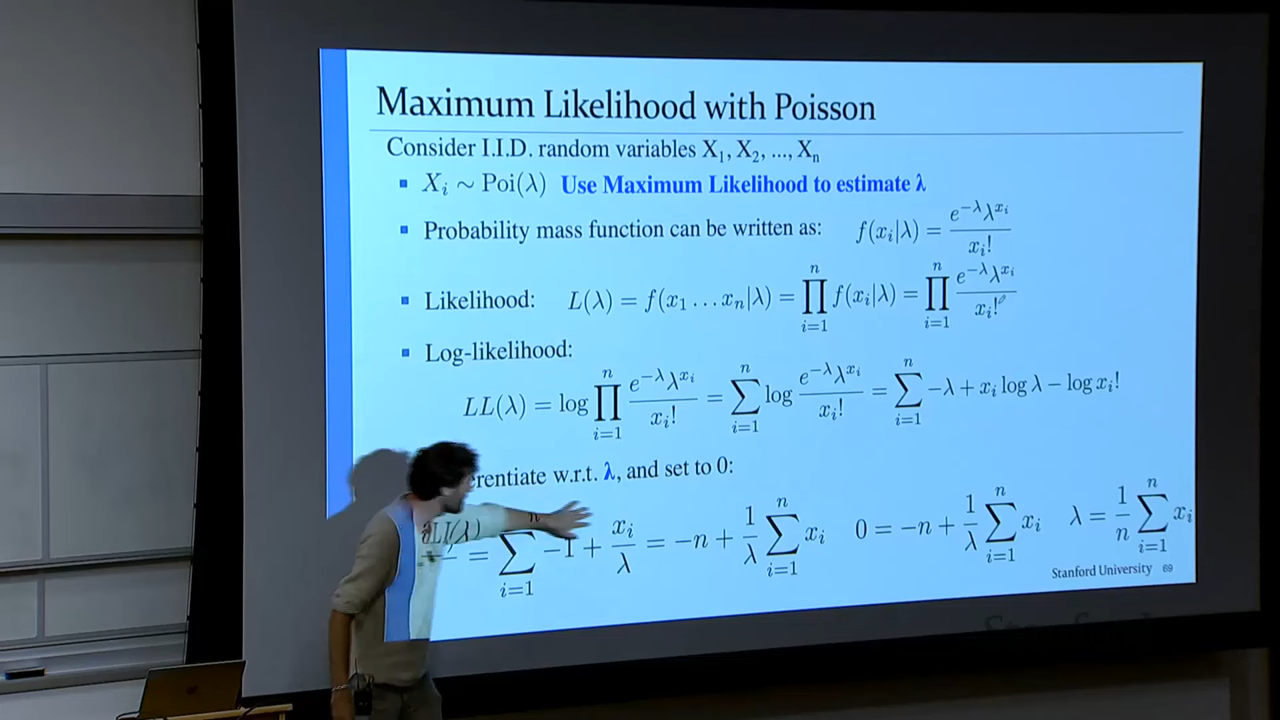 Maximum Likelihood with Poisson
Consider I.I.D. random variables X₁, X₂, ..., Xₙ
▪ Xᵢ ∼ Poi(λ) Use Maximum Likelihood to estimate λ
▪ Probability mass function can be written as: f(xᵢ|λ) = e^{−λ}λ^{xᵢ} / xᵢ!
▪ Likelihood: L(λ) = f(x₁ … xₙ|λ) = ∏_{i=1}^{n} f(xᵢ|λ) = ∏_{i=1}^{n} e^{−λ}λ^{xᵢ} / xᵢ!
▪ Log-likelihood:
LL(λ) = log ∏_{i=1}^{n} e^{−λ}λ^{xᵢ} / xᵢ! = ∑_{i=1}^{n} log e^{−λ}λ^{xᵢ} / xᵢ! = ∑_{i=1}^{n} −λ + xᵢ log λ − log xᵢ!
w.r.t. λ, and set to 0:
∂LL(λ) = ∑_{i=1}^{n} −1 + xᵢ/λ = −n + 1/λ ∑_{i=1}^{n} xᵢ 0 = −n + 1/λ ∑_{i=1}^{n} xᵢ λ = 1/n ∑_{i=1}^{n} xᵢ
Stanford University 69